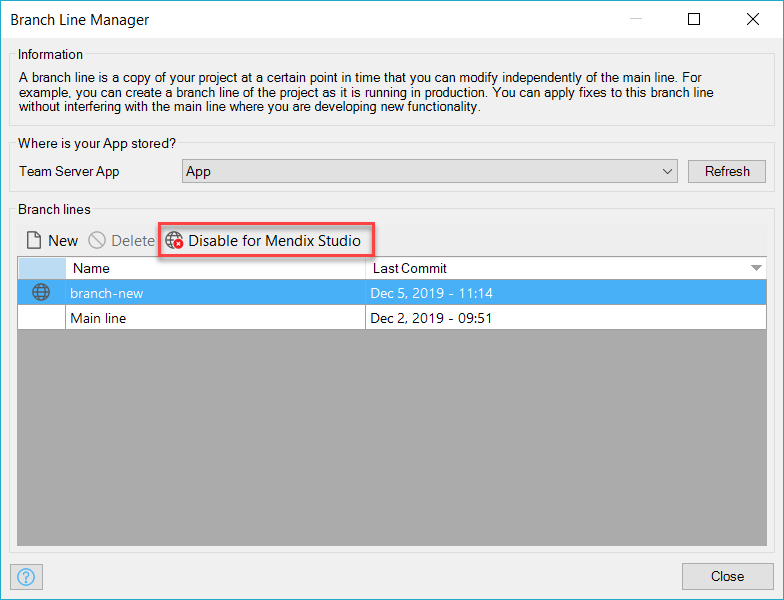 Branch Line Manager
Information
A branch line is a copy of your project at a certain point in time that you can modify independently of the main line. For
example, you can create a branch line of the project as it is running in production. You can apply fixes to this branch line
without interfering with the main line where you are developing new functionality.
Where is your App stored?
Team Server App App Refresh
Branch lines
New Delete Disable for Mendix Studio
Name Last Commit
branch-new Dec 5, 2019 - 11:14
Main line Dec 2, 2019 - 09:51
? Close